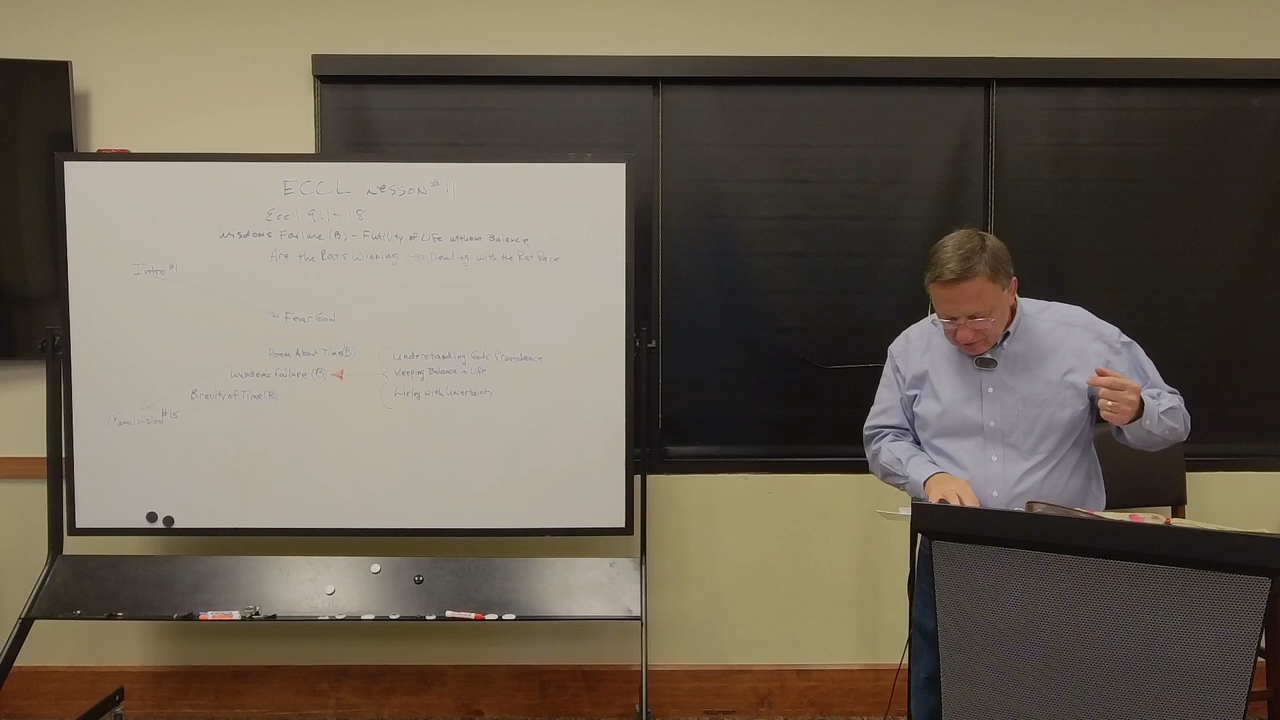 ECCL Lesson #11
Eccl 9:1-18
Wisdoms Failure (B) - Futility of Life without Balance
Are the Rats Winning → Dealing with the Rat Race
Intro #1
Fear God
Poem About Time (B)
Understanding Gods Providence
Wisdoms Failure (B)
Keeping Balance in Life
Living with Uncertainty
Brevity of Time (B)
Conclusion #15